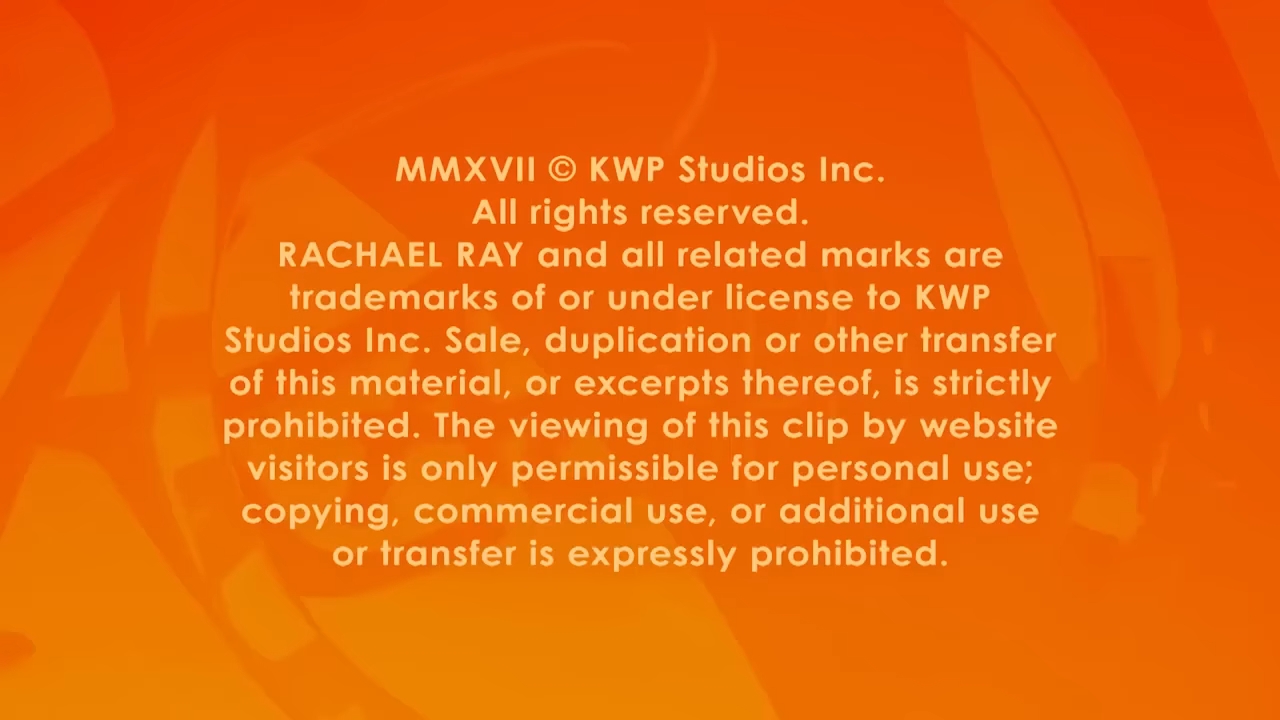 MMXVII © KWP Studios Inc.
All rights reserved.
RACHAEL RAY and all related marks are
trademarks of or under license to KWP
Studios Inc. Sale, duplication or other transfer
of this material, or excerpts thereof, is strictly
prohibited. The viewing of this clip by website
visitors is only permissible for personal use;
copying, commercial use, or additional use
or transfer is expressly prohibited.